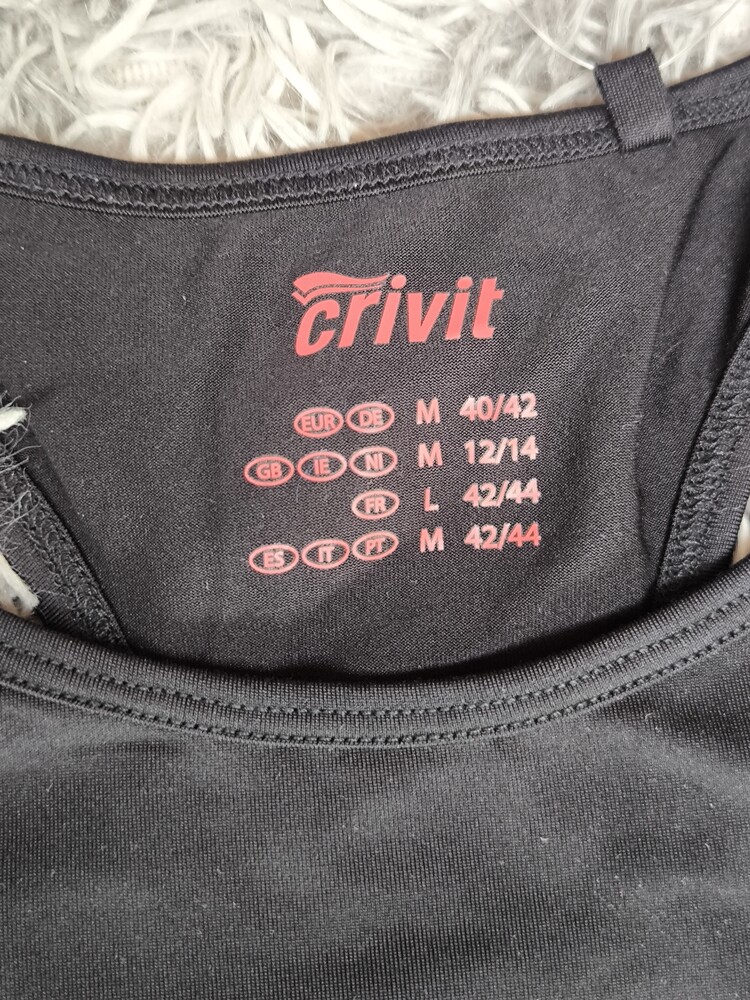 crivit
EUR DE M 40/42
GB IE NI M 12/14
FR L 42/44
ES IT PT M 42/44